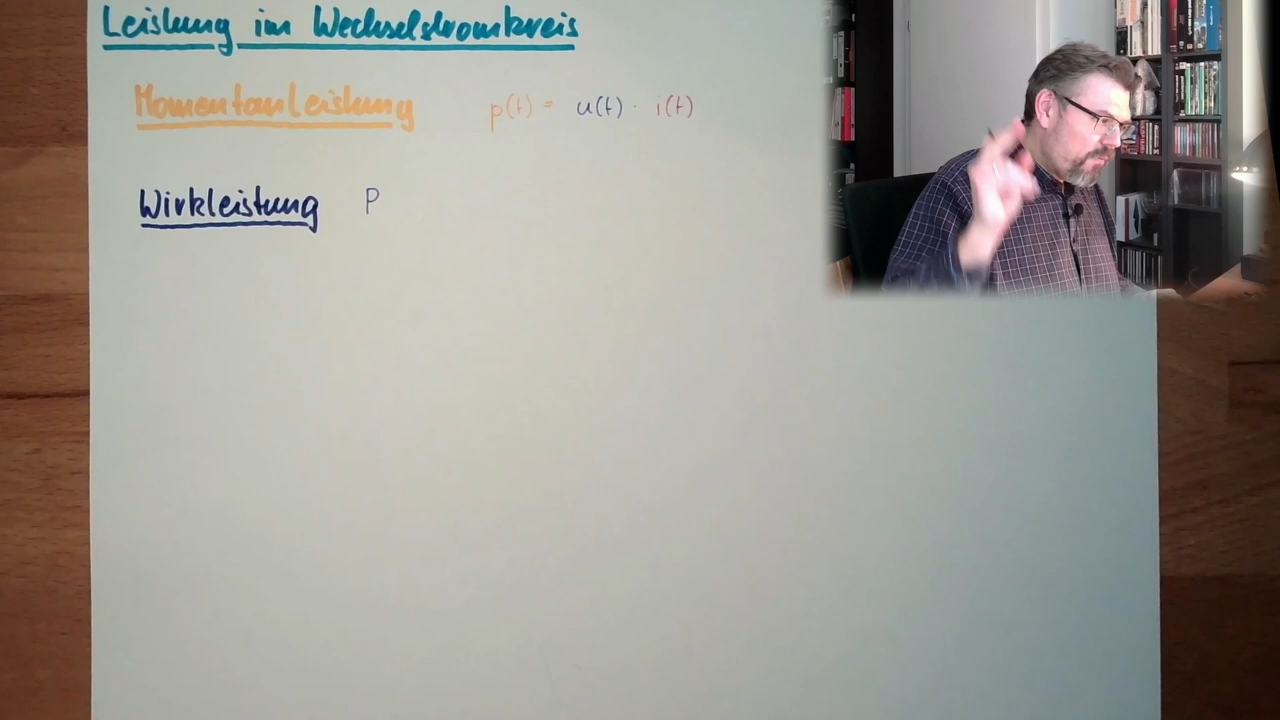 Leistung im Wechselstromkreis
Momentanleistung p(t) = u(t) · i(t)
Wirkleistung P